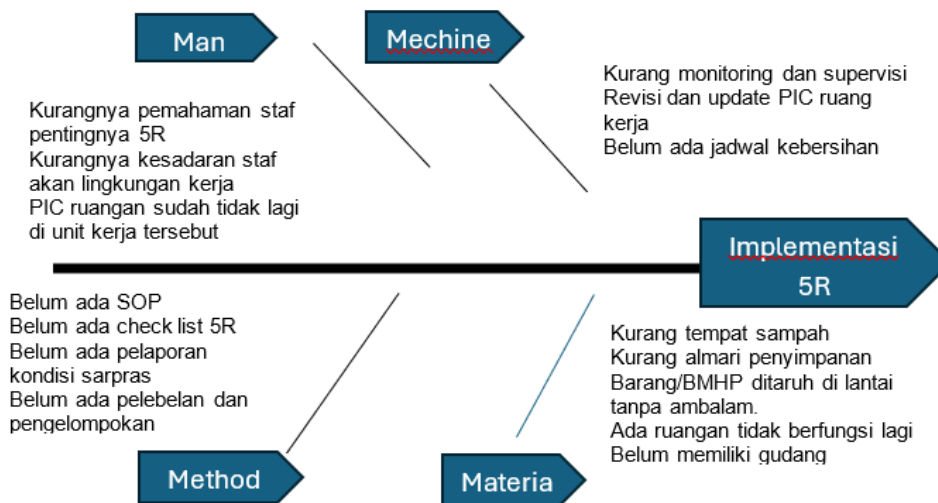 Man
Mechine
Kurangnya pemahaman staf
pentingnya 5R
Kurangnya kesadaran staf
akan lingkungan kerja
PIC ruangan sudah tidak lagi
di unit kerja tersebut
Kurang monitoring dan supervisi
Revisi dan update PIC ruang
kerja
Belum ada jadwal kebersihan
Implementasi
5R
Belum ada SOP
Belum ada check list 5R
Belum ada pelaporan
kondisi sarpras
Belum ada pelebelan dan
pengelompokan
Kurang tempat sampah
Kurang almari penyimpanan
Barang/BMHP ditaruh di lantai
tanpa ambalam.
Ada ruangan tidak berfungsi lagi
Belum memiliki gudang
Method
Materia